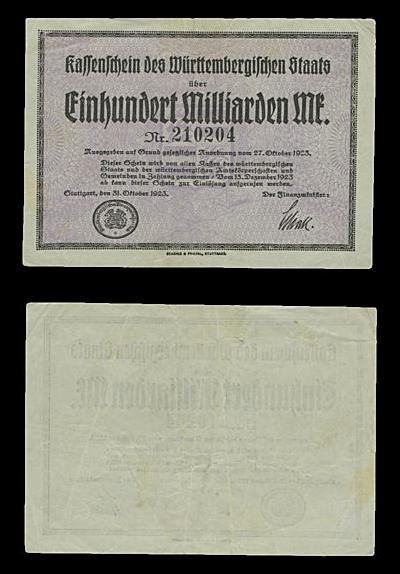 Kassenschein des Württembergischen Staats
über
Einhundert Milliarden Mk.
Nr. 210204
Ausgegeben auf Grund gesetzlicher Anordnung vom 27. Oktober 1923.
Dieser Schein wird von allen Kassen des württembergischen
Staats und der württembergischen Amtskörperschaften und
Gemeinden in Zahlung genommen. Vom 15. Dezember 1923
ab kann dieser Schein zur Einlösung aufgerufen werden.
Stuttgart, den 31. Oktober 1923.
Der Finanzminister:
STUTTGART.